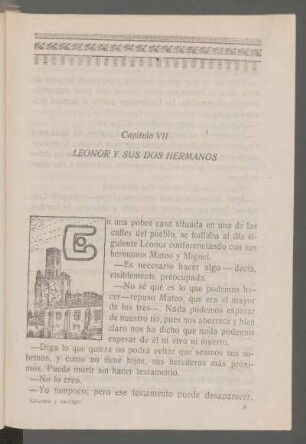 Capítulo VII
LEONOR Y SUS DOS HERMANOS
En una pobre casa situada en una de las
calles del pueblo, se hallaba al día si-
guiente Leonor conferenciando con sus
hermanos Mateo y Miguel.
—Es necesario hacer algo— decía,
visiblemente preocupada.
—No sé qué es lo que podemos ha-
cer—repuso Mateo, que era el mayor
de los tres—. Nada podemos esperar
de nuestro tío, pues nos aborrece y bien
claro nos ha dicho que nada podemos
esperar de él ni vivo ni muerto.
—Diga lo que quiera no podrá evitar que seamos sus so-
brinos, y como no tiene hijos, sus herederos más próxi-
mos. Puede morir sin hacer testamento.
—No lo creo.
—Yo tampoco; pero ese testamento puede desaparecer.
Crimen y castigo